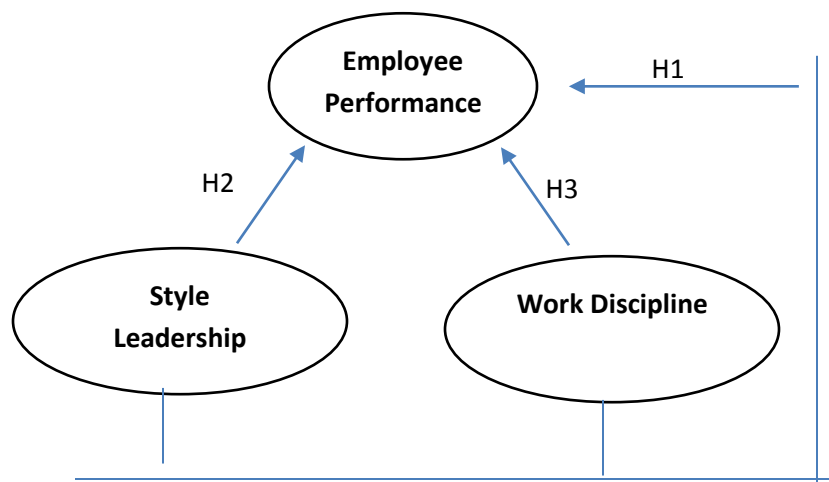 Employee
Performance
H1
H2
H3
Style
Leadership
Work Discipline